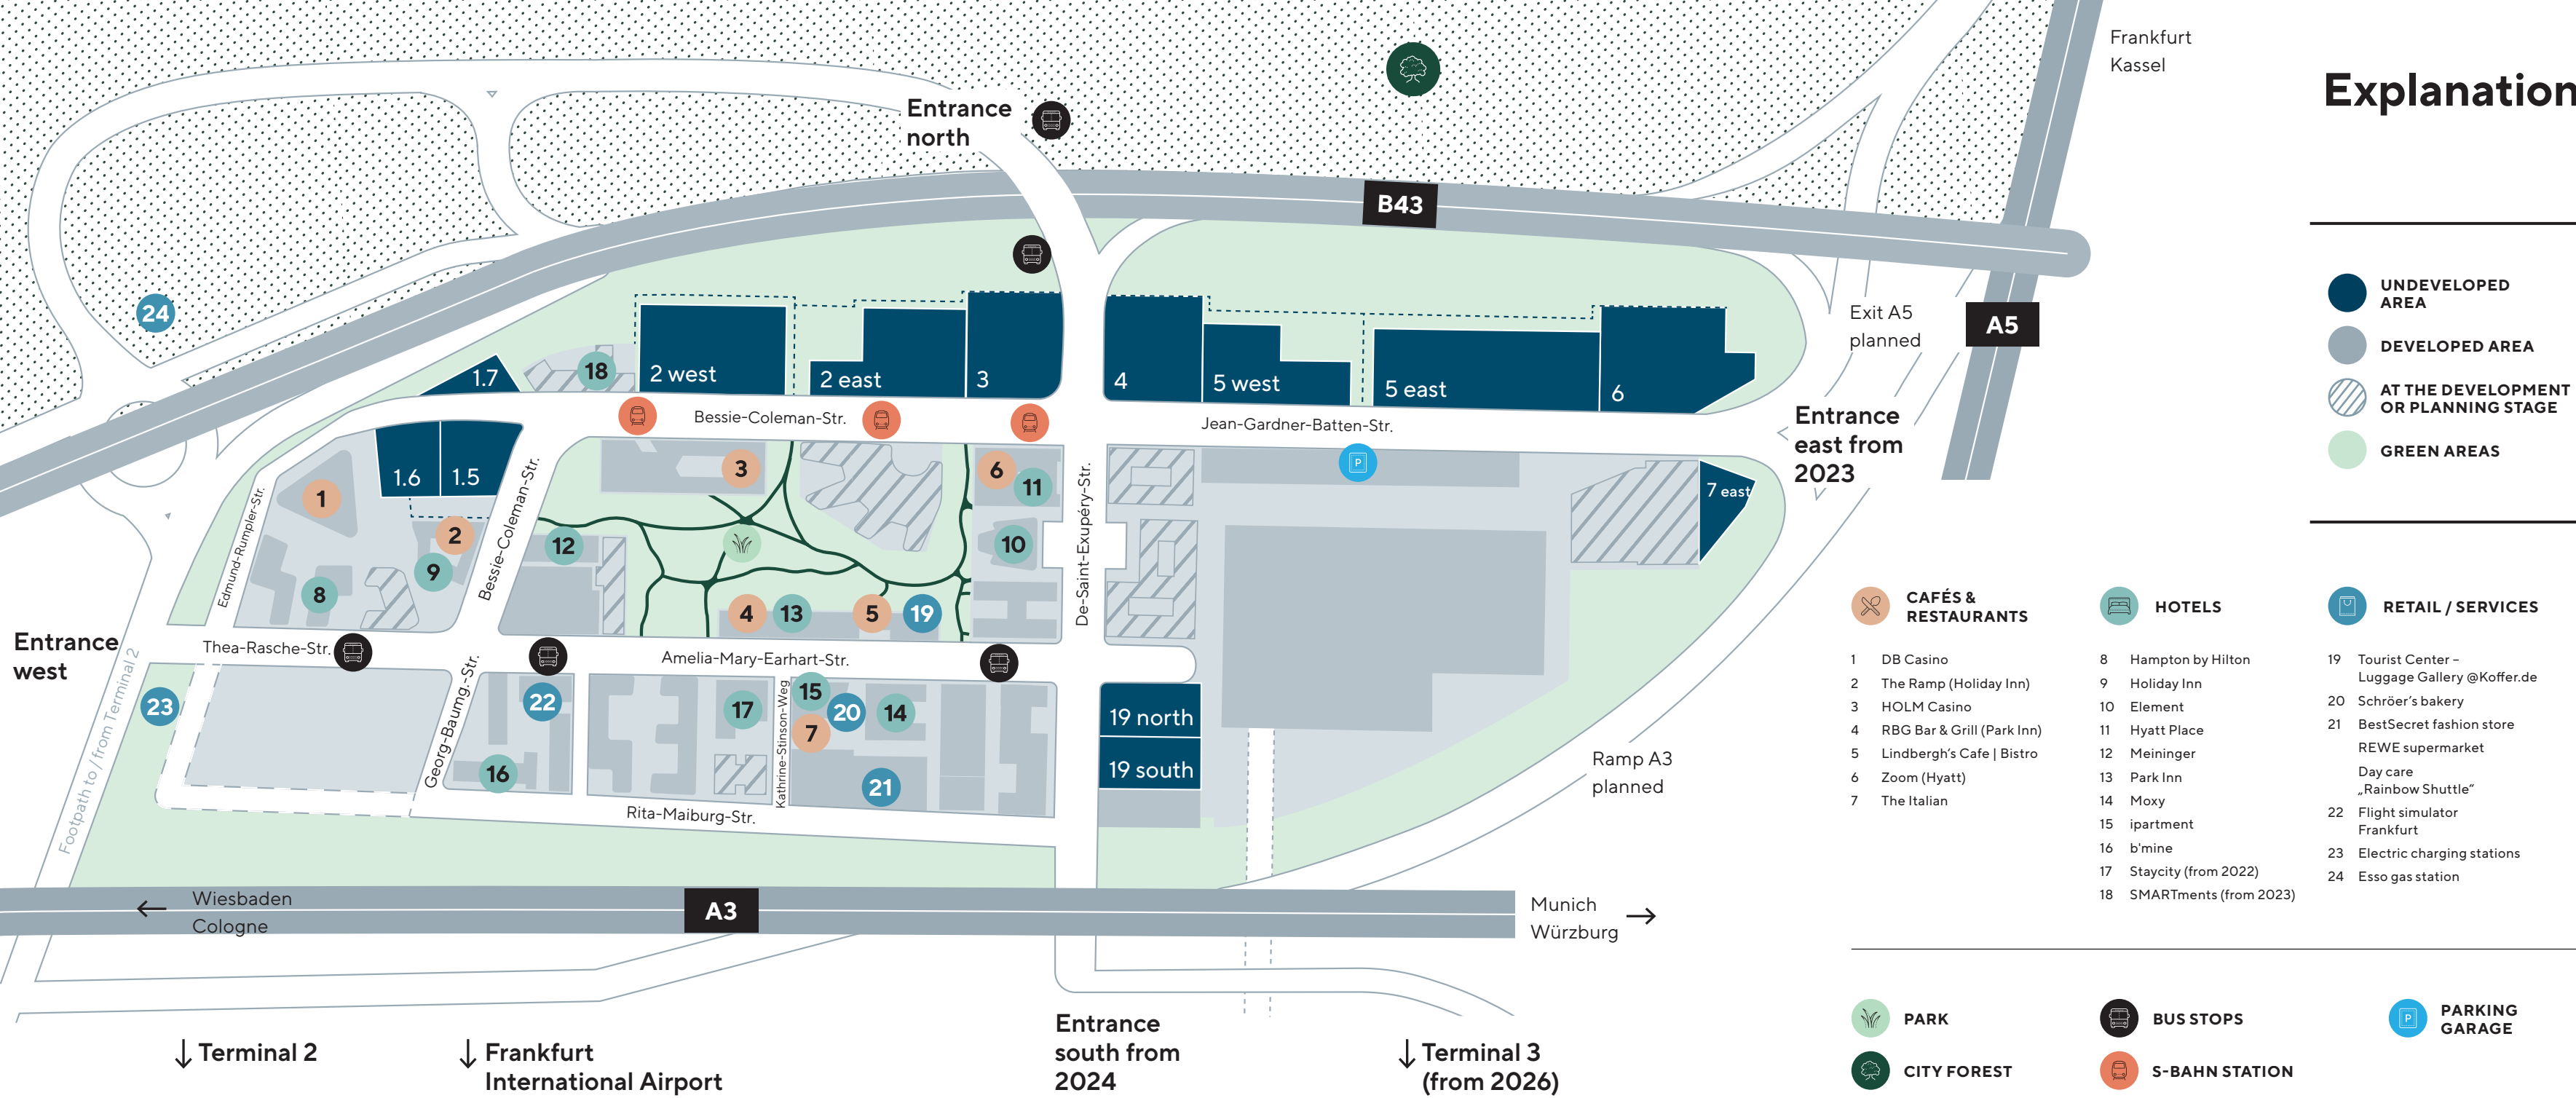 Frankfurt
Kassel
Explanation
Entrance
north
B43
UNDEVELOPED
AREA
DEVELOPED AREA
AT THE DEVELOPMENT
OR PLANNING STAGE
GREEN AREAS
24
Exit A5
planned
A5
1.7
18
2 west
2 east
3
4
5 west
5 east
6
Bessie-Coleman-Str.
Jean-Gardner-Batten-Str.
Entrance
east from
2023
1.6
1.5
1
2
9
8
3
6
11
10
12
4
13
5
19
P
7 east
Edmund-Rumpler-Str.
Bessie-Coleman-Str.
De-Saint-Exupéry-Str.
Entrance
west
Thea-Rasche-Str.
Amelia-Mary-Earhart-Str.
Footpath to / from Terminal 2
Georg-Baumg.-Str.
Kathrine-Stinson-Weg
23
22
16
17
15
20
14
7
21
19 north
19 south
Rita-Maiburg-Str.
Ramp A3
planned
Wiesbaden
Cologne
A3
Munich
Würzburg
Terminal 2
Frankfurt
International Airport
Entrance
south from
2024
Terminal 3
(from 2026)
CAFÉS &
RESTAURANTS
1 DB Casino
2 The Ramp (Holiday Inn)
3 HOLM Casino
4 RBG Bar & Grill (Park Inn)
5 Lindbergh's Cafe | Bistro
6 Zoom (Hyatt)
7 The Italian
HOTELS
8 Hampton by Hilton
9 Holiday Inn
10 Element
11 Hyatt Place
12 Meininger
13 Park Inn
14 Moxy
15 ipartment
16 b'mine
17 Staycity (from 2022)
18 SMARTments (from 2023)
RETAIL / SERVICES
19 Tourist Center –
Luggage Gallery @Koffer.de
20 Schröer's bakery
21 BestSecret fashion store
REWE supermarket
Day care
„Rainbow Shuttle"
22 Flight simulator
Frankfurt
23 Electric charging stations
24 Esso gas station
PARK
BUS STOPS
P
PARKING
GARAGE
CITY FOREST
S-BAHN STATION